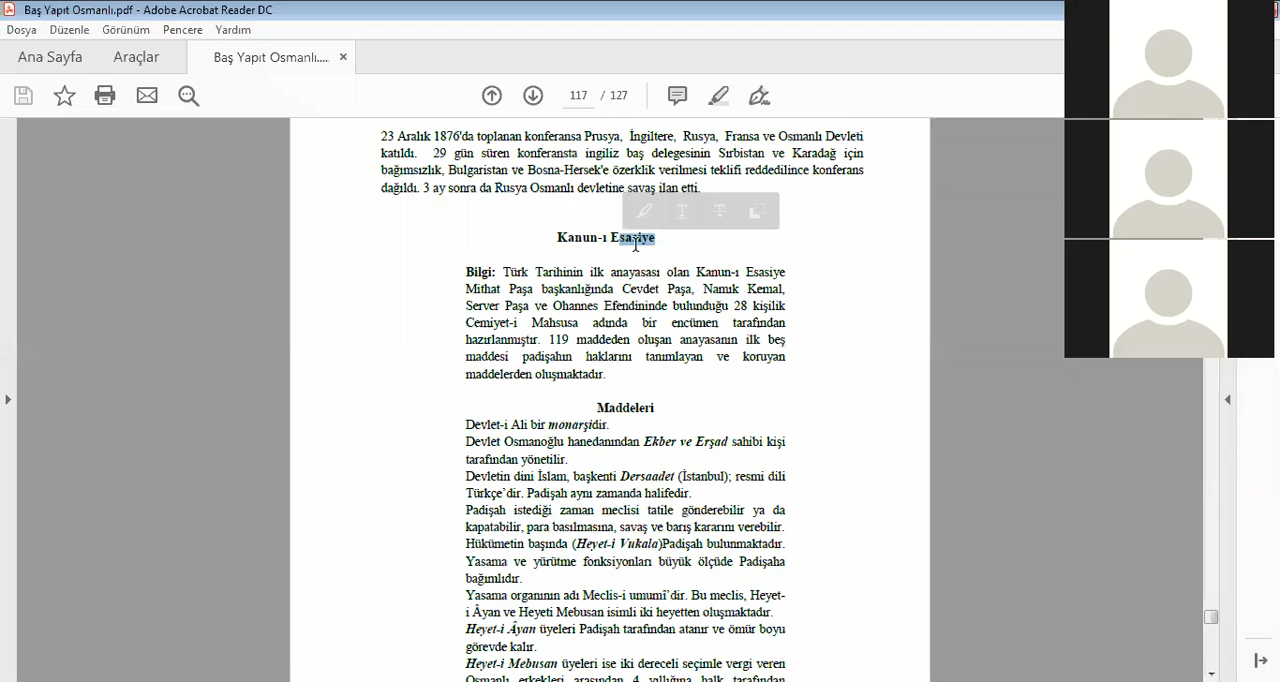 Baş Yapıt Osmanlı.pdf - Adobe Acrobat Reader DC
Dosya Düzenle Görünüm Pencere Yardım
Ana Sayfa Araçlar Baş Yapıt Osmanlı.... ×
117 / 127
23 Aralık 1876'da toplanan konferansa Prusya, İngiltere, Rusya, Fransa ve Osmanlı Devleti
katıldı. 29 gün süren konferansta ingiliz baş delegesinin Sırbistan ve Karadağ için
bağımsızlık, Bulgaristan ve Bosna-Hersek'e özerklik verilmesi teklifi reddedilince konferans
dağıldı. 3 ay sonra da Rusya Osmanlı devletine savaş ilan etti.
Kanun-ı Esasiye
Bilgi: Türk Tarihinin ilk anayasası olan Kanun-ı Esasiye
Mithat Paşa başkanlığında Cevdet Paşa, Namık Kemal,
Server Paşa ve Ohannes Efendininde bulunduğu 28 kişilik
Cemiyet-i Mahsusa adında bir encümen tarafından
hazırlanmıştır. 119 maddeden oluşan anayasanın ilk beş
maddesi padişahın haklarını tanımlayan ve koruyan
maddelerden oluşmaktadır.
Maddeleri
Devlet-i Ali bir monarşidir.
Devlet Osmanoğlu hanedanından Ekber ve Erşad sahibi kişi
tarafından yönetilir.
Devletin dini İslam, başkenti Dersaadet (İstanbul); resmi dili
Türkçe’dir. Padişah aynı zamanda halifedir.
Padişah istediği zaman meclisi tatile gönderebilir ya da
kapatabilir, para basılmasına, savaş ve barış kararını verebilir.
Hükümetin başında (Heyet-i Vukala)Padişah bulunmaktadır.
Yasama ve yürütme fonksiyonları büyük ölçüde Padişaha
bağımlıdır.
Yasama organının adı Meclis-i umumî’dir. Bu meclis, Heyet-
i Âyan ve Heyeti Mebusan isimli iki heyetten oluşmaktadır.
Heyet-i Âyan üyeleri Padişah tarafından atanır ve ömür boyu
görevde kalır.
Heyet-i Mebusan üyeleri ise iki dereceli seçimle vergi veren
Osmanlı erkekleri arasından 4 yıllığına halk tarafından